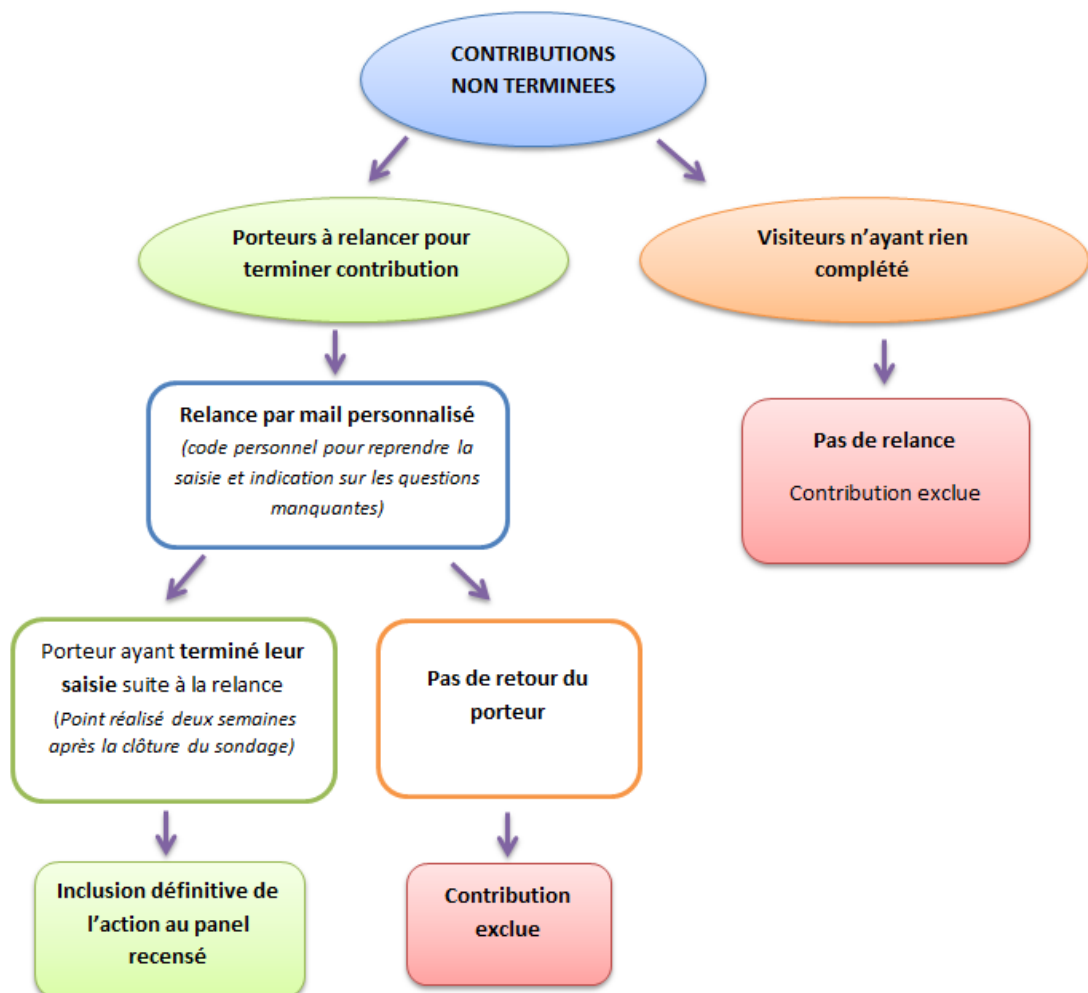 CONTRIBUTIONS
NON TERMINEES
Porteurs à relancer pour
terminer contribution
Visiteurs n'ayant rien
complété
Relance par mail personnalisé
(code personnel pour reprendre la
saisie et indication sur les questions
manquantes)
Pas de relance
Contribution exclue
Porteur ayant terminé leur
saisie suite à la relance
(Point réalisé deux semaines
après la clôture du sondage)
Pas de retour du
porteur
Inclusion définitive de
l'action au panel
recensé
Contribution
exclue